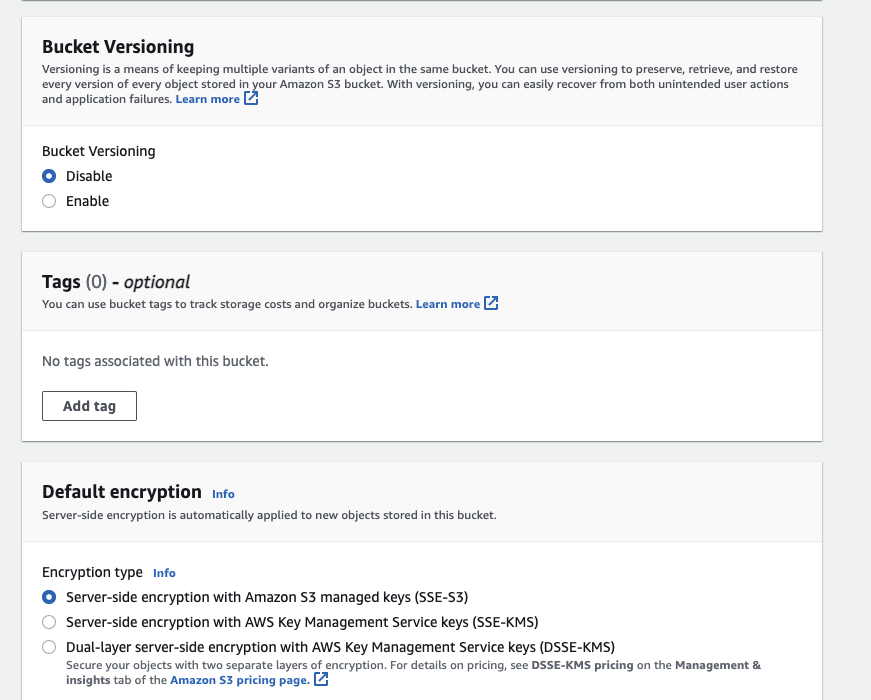 Bucket Versioning
Versioning is a means of keeping multiple variants of an object in the same bucket. You can use versioning to preserve, retrieve, and restore
every version of every object stored in your Amazon S3 bucket. With versioning, you can easily recover from both unintended user actions
and application failures. Learn more
Bucket Versioning
Disable
Enable
Tags (0) - optional
You can use bucket tags to track storage costs and organize buckets. Learn more
No tags associated with this bucket.
Add tag
Default encryption Info
Server-side encryption is automatically applied to new objects stored in this bucket.
Encryption type Info
Server-side encryption with Amazon S3 managed keys (SSE-S3)
Server-side encryption with AWS Key Management Service keys (SSE-KMS)
Dual-layer server-side encryption with AWS Key Management Service keys (DSSE-KMS)
Secure your objects with two separate layers of encryption. For details on pricing, see DSSE-KMS pricing on the Management &
insights tab of the Amazon S3 pricing page.